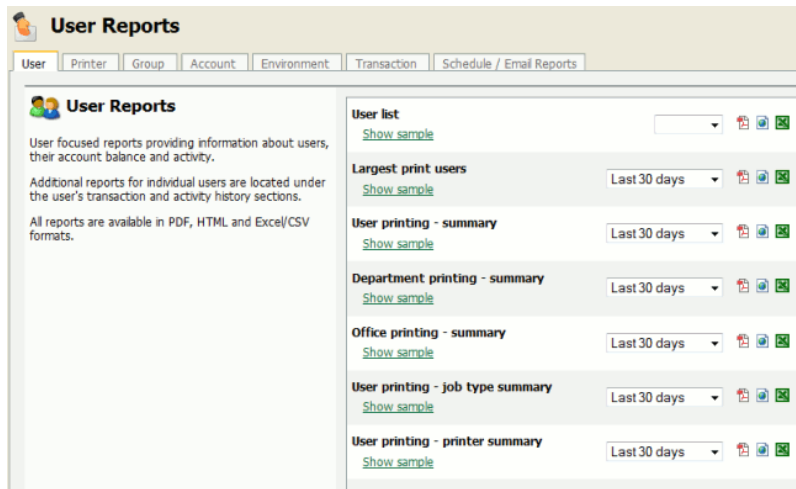 User Reports
User Printer Group Account Environment Transaction Schedule / Email Reports
User Reports
User focused reports providing information about users,
their account balance and activity.
Additional reports for individual users are located under
the user's transaction and activity history sections.
All reports are available in PDF, HTML and Excel/CSV
formats.
User list
Show sample
Largest print users
Show sample
Last 30 days
User printing - summary
Show sample
Last 30 days
Department printing - summary
Show sample
Last 30 days
Office printing - summary
Show sample
Last 30 days
User printing - job type summary
Show sample
Last 30 days
User printing - printer summary
Show sample
Last 30 days